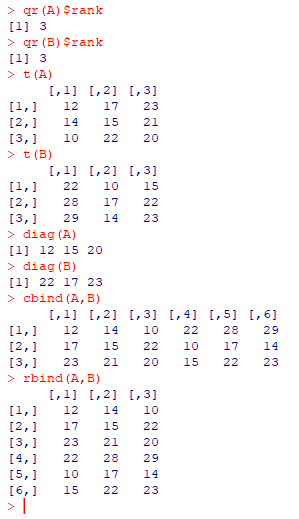 > qr(A)$rank
[1] 3
> qr(B)$rank
[1] 3
> t(A)
     [,1] [,2] [,3]
[1,]   12   17   23
[2,]   14   15   21
[3,]   10   22   20
> t(B)
     [,1] [,2] [,3]
[1,]   22   10   15
[2,]   28   17   22
[3,]   29   14   23
> diag(A)
[1] 12 15 20
> diag(B)
[1] 22 17 23
> cbind(A,B)
     [,1] [,2] [,3] [,4] [,5] [,6]
[1,]   12   14   10   22   28   29
[2,]   17   15   22   10   17   14
[3,]   23   21   20   15   22   23
> rbind(A,B)
     [,1] [,2] [,3]
[1,]   12   14   10
[2,]   17   15   22
[3,]   23   21   20
[4,]   22   28   29
[5,]   10   17   14
[6,]   15   22   23
>